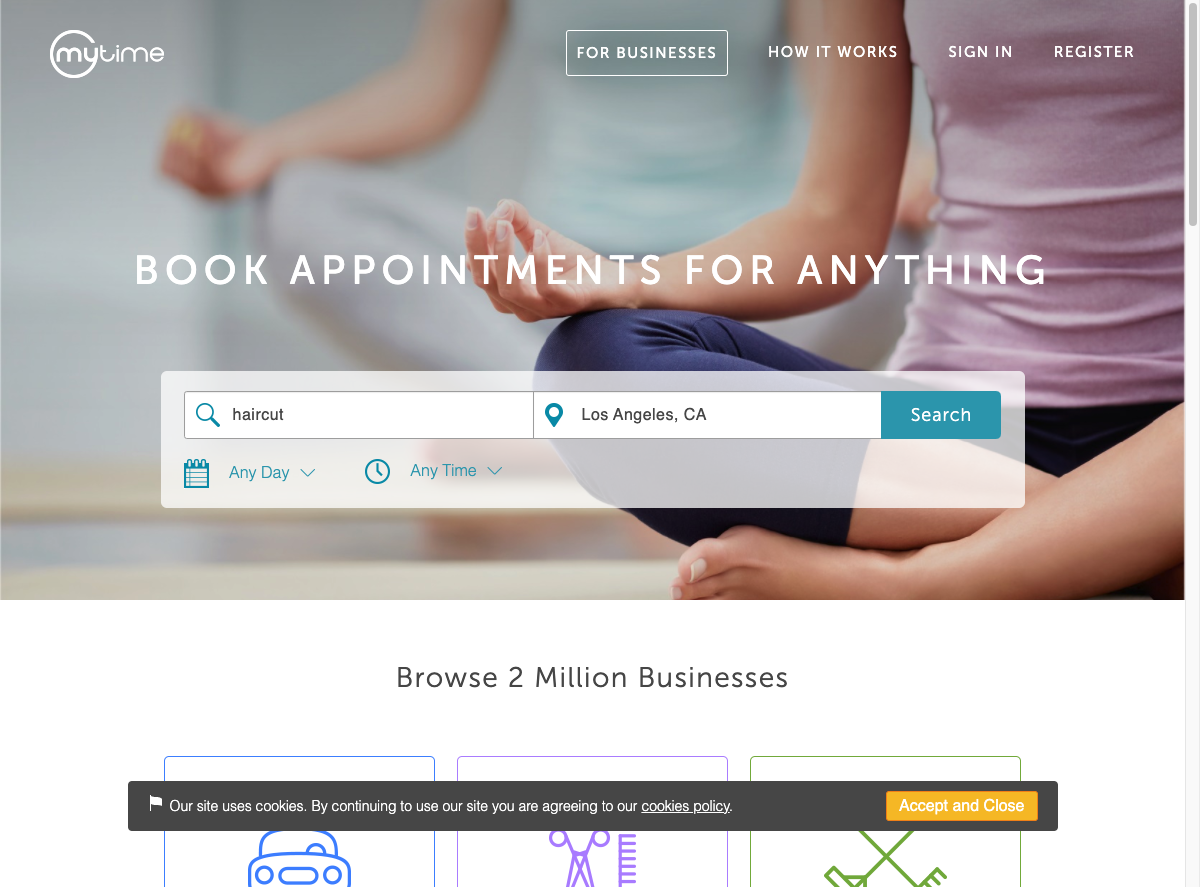 mytime
FOR BUSINESSES
HOW IT WORKS
SIGN IN
REGISTER
BOOK APPOINTMENTS FOR ANYTHING
haircut
Los Angeles, CA
Search
Any Day
Any Time
Browse 2 Million Businesses
Our site uses cookies. By continuing to use our site you are agreeing to our cookies policy.
Accept and Close